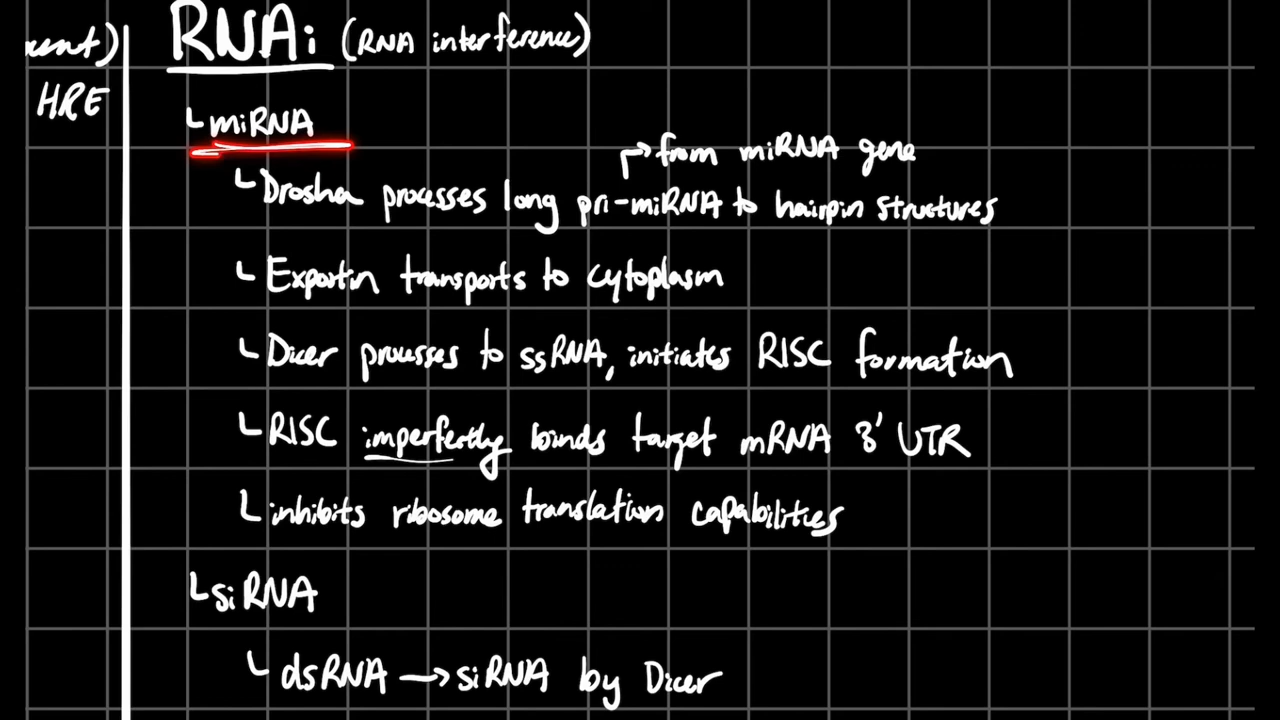 HRE
RNAi (RNA interference)
miRNA
from miRNA gene
Drosha processes long pri-miRNA to hairpin structures
Exportin transports to cytoplasm
Dicer processes to ssRNA, initiates RISC formation
RISC imperfectly binds target mRNA 3' UTR
inhibits ribosome translation capabilities
siRNA
dsRNA → siRNA by Dicer